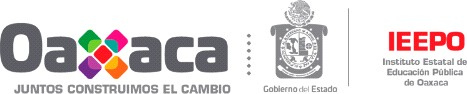 Oaxaca
JUNTOS CONSTRUIMOS EL CAMBIO
Gobierno del Estado
IEEPO
Instituto Estatal de
Educación Pública
de Oaxaca